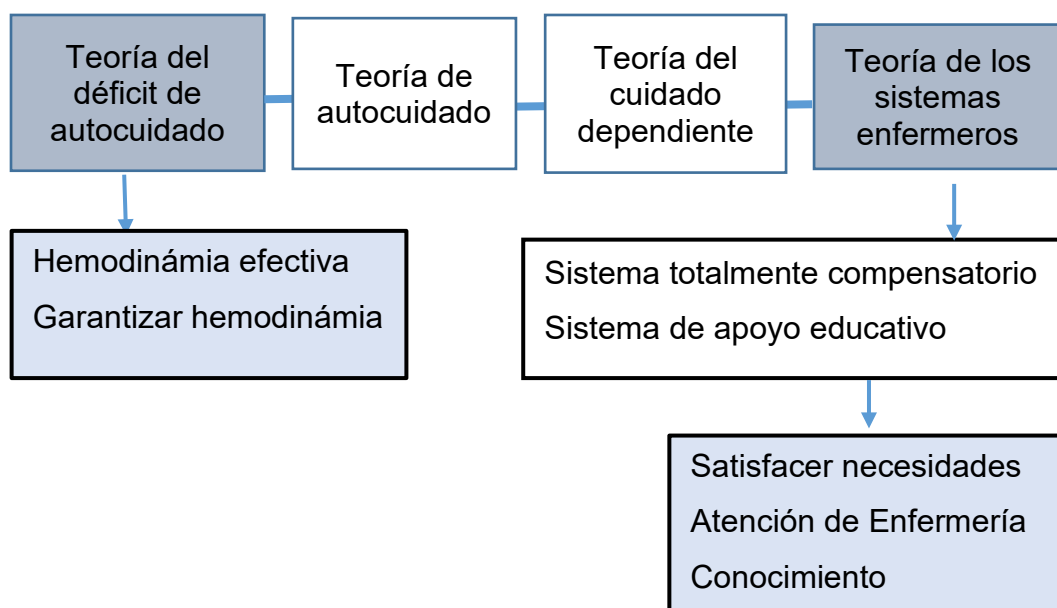 Teoría del
déficit de
autocuidado
Teoría de
autocuidado
Teoría del
cuidado
dependiente
Teoría de los
sistemas
enfermeros
Hemodinámia efectiva
Garantizar hemodinámia
Sistema totalmente compensatorio
Sistema de apoyo educativo
Satisfacer necesidades
Atención de Enfermería
Conocimiento